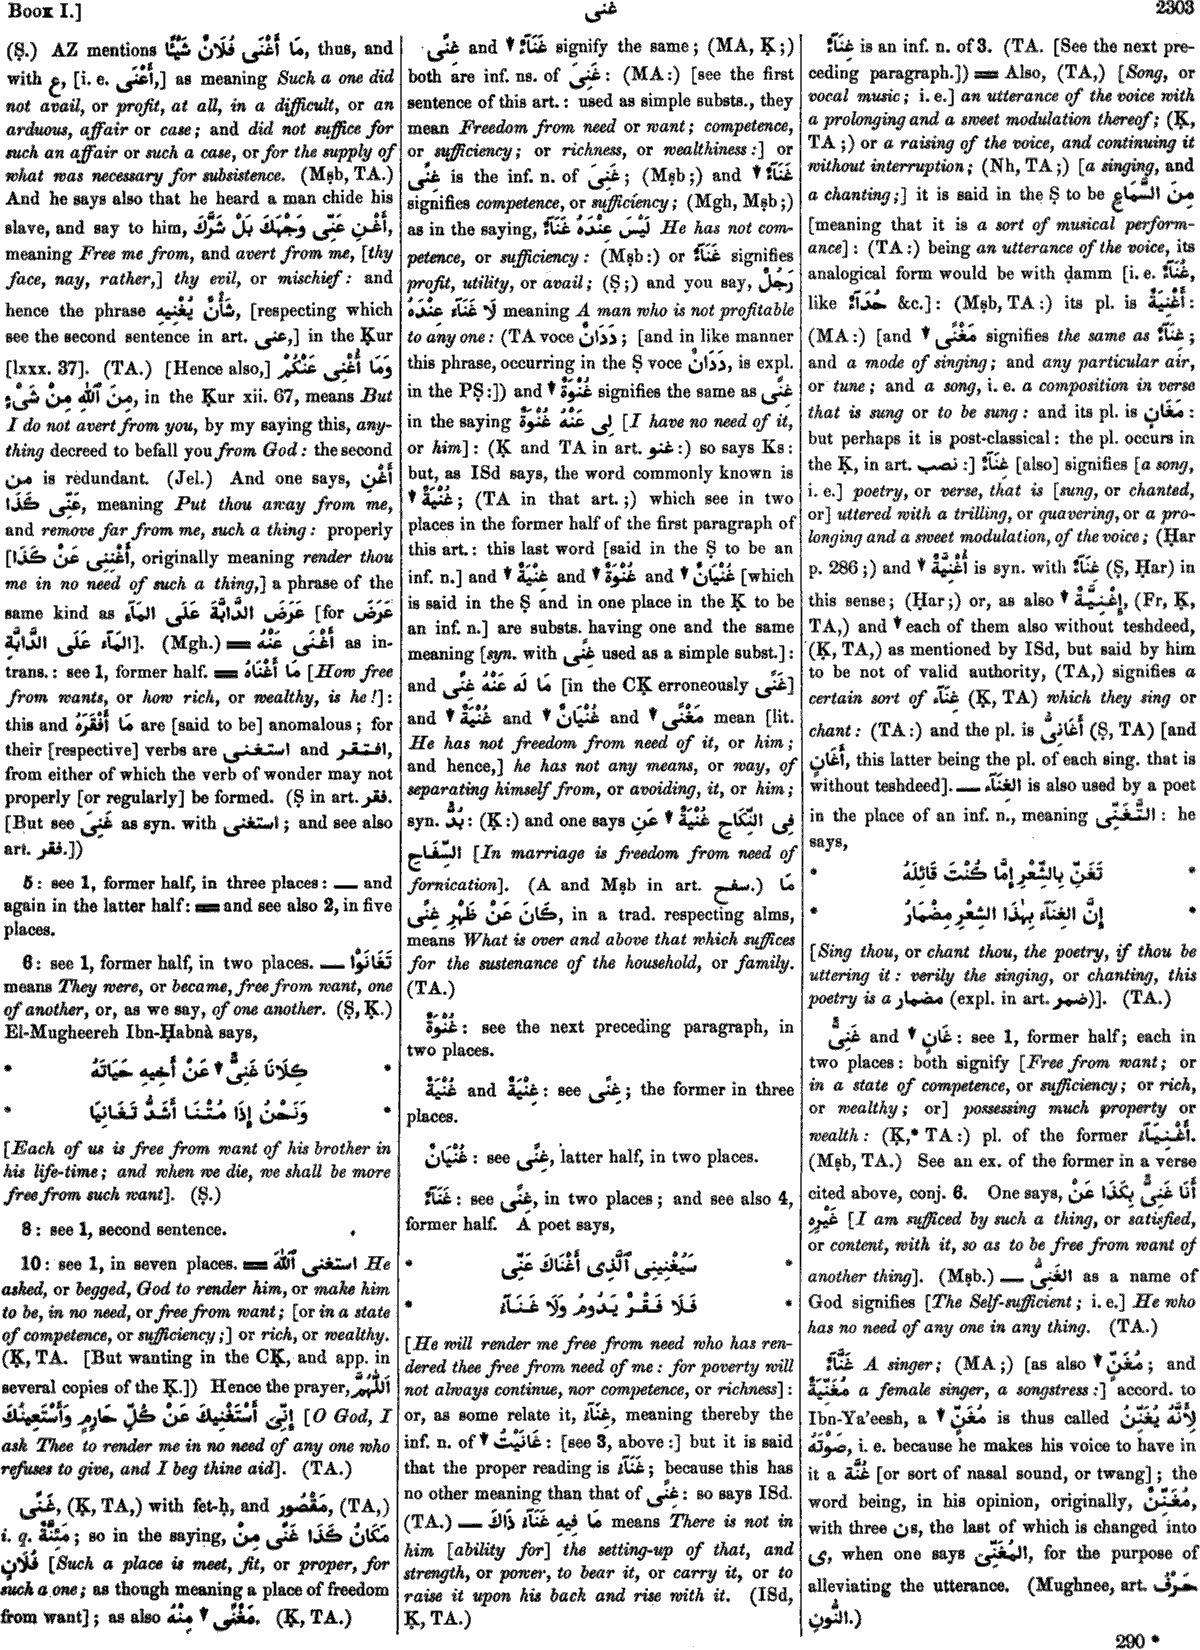 Book I.]
غنى
2303
(Ṣ.) AZ mentions مَا أَغْنَى فُلَانٌ شَيْئًا, thus, and
with ع, [i. e. أَغْنَى,] as meaning Such a one did
not avail, or profit, at all, in a difficult, or an
arduous, affair or case; and did not suffice for
such an affair or such a case, or for the supply of
what was necessary for subsistence. (Mṣb, TA.)
And he says also that he heard a man chide his
slave, and say to him, أَغْنِ عَنِّى وَجْهَكَ بَلْ شَرَّكَ,
meaning Free me from, and avert from me, [thy
face, nay, rather,] thy evil, or mischief: and
hence the phrase شَأْنٌ يُغْنِيهِ, [respecting which
see the second sentence in art. عنى,] in the Ḳur
[lxxx. 37]. (TA.) [Hence also,] وَمَا أُغْنِى عَنْكُمْ
مِنَ ٱللّٰهِ مِنْ شَىْءٍ, in the Ḳur xii. 67, means But
I do not avert from you, by my saying this, any-
thing decreed to befall you from God: the second
من is redundant. (Jel.) And one says, أَغْنِ
عَنِّى كَذَا, meaning Put thou away from me,
and remove far from me, such a thing: properly
[أَغْنِنِى عَنْ كَذَا, originally meaning render thou
me in no need of such a thing,] a phrase of the
same kind as عَرَضَ الدَّابَّةَ عَلَى المَآءِ [for عَرَضَ
المَآءَ عَلَى الدَّابَّةِ]. (Mgh.) ═ أَغْنَى عَنْهُ as in-
trans.: see 1, former half. ═ مَا أَغْنَاهُ [How free
from wants, or how rich, or wealthy, is he!]:
this and مَا أَفْقَرَهُ are [said to be] anomalous; for
their [respective] verbs are استغنى and افتقر,
from either of which the verb of wonder may not
properly [or regularly] be formed. (Ṣ in art. فقر.
[But see غَنِىَ as syn. with استغنى; and see also
art. فقر.])
5: see 1, former half, in three places: — and
again in the latter half: ═ and see also 2, in five
places.
6: see 1, former half, in two places. — تَغَانَوْا
means They were, or became, free from want, one
of another, or, as we say, of one another. (Ṣ, Ḳ.)
El-Mugheereh Ibn-Ḥabnà says,
* كِلَانَا غَنِىٌّ ▾ عَنْ أَخِيهِ حَيَاتَهُ *
* وَنَحْنُ إِذَا مُتْنَا أَشَدُّ تَغَانِيَا *
[Each of us is free from want of his brother in
his life-time; and when we die, we shall be more
free from such want]. (Ṣ.)
8: see 1, second sentence.
10: see 1, in seven places. ═ استغنى ٱللّٰهَ He
asked, or begged, God to render him, or make him
to be, in no need, or free from want; [or in a state
of competence, or sufficiency;] or rich, or wealthy.
(Ḳ, TA. [But wanting in the CḲ, and app. in
several copies of the Ḳ.]) Hence the prayer, اَللّٰهُمَّ
إِنِّى أَسْتَغْنِيكَ عَنْ كُلِّ حَازِمٍ وَأَسْتَعِينُكَ [O God, I
ask Thee to render me in no need of any one who
refuses to give, and I beg thine aid]. (TA.)
غَنًى, (Ḳ, TA,) with fet-ḥ, and مَقْصُور, (TA,)
i. q. مَئِنَّةٌ; so in the saying, مَكَانُ كَذَا غَنًى مِنْ
فُلَانٍ [Such a place is meet, fit, or proper, for
such a one; as though meaning a place of freedom
from want]; as also مَغْنًى ▾ مِنْهُ. (Ḳ, TA.)
غِنًى and ▾ غَنَآءٌ signify the same; (MA, Ḳ;)
both are inf. ns. of غَنِىَ: (MA:) [see the first
sentence of this art.: used as simple substs., they
mean Freedom from need or want; competence,
or sufficiency; or richness, or wealthiness:] or
غِنًى is the inf. n. of غَنِىَ; (Mṣb;) and ▾ غَنَآءٌ
signifies competence, or sufficiency; (Mgh, Mṣb;)
as in the saying, لَيْسَ عِنْدَهُ غَنَآءٌ He has not com-
petence, or sufficiency: (Mṣb:) or غَنَآءٌ signifies
profit, utility, or avail; (Ṣ;) and you say, رَجُلٌ
لَا غَنَآءَ عِنْدَهُ meaning A man who is not profitable
to any one: (TA voce دَدَانٌ; [and in like manner
this phrase, occurring in the Ṣ voce دَدَانٌ, is expl.
in the PṢ:]) and ▾ غُنْوَةٌ signifies the same as غِنًى
in the saying لِى عَنْهُ غُنْوَةٌ [I have no need of it,
or him]: (Ḳ and TA in art. غنو:) so says Ks:
but, as ISd says, the word commonly known is
▾ غُنْيَةٌ; (TA in that art.;) which see in two
places in the former half of the first paragraph of
this art.: this last word [said in the Ṣ to be an
inf. n.] and ▾ غِنْيَةٌ and ▾ غُنْوَةٌ and ▾ غُنْيَانٌ [which
is said in the Ṣ and in one place in the Ḳ to be
an inf. n.] are substs. having one and the same
meaning [syn. with غِنًى used as a simple subst.]:
and مَا لَه عَنْهُ غِنًى [in the CḲ erroneously غَنًى]
and ▾ غُنْيَةٌ and ▾ غُنْيَانٌ and ▾ مَغْنًى mean [lit.
He has not freedom from need of it, or him;
and hence,] he has not any means, or way, of
separating himself from, or avoiding, it, or him;
syn. بُدٌّ: (Ḳ:) and one says فِى النِّكَاحِ غُنْيَةٌ ▾ عَنِ
السِّفَاحِ [In marriage is freedom from need of
fornication]. (A and Mṣb in art. سفح.) مَا
كَانَ عَنْ ظَهْرِ غِنًى, in a trad. respecting alms,
means What is over and above that which suffices
for the sustenance of the household, or family.
(TA.)
غُنْوَةٌ: see the next preceding paragraph, in
two places.
غُنْيَةٌ and غِنْيَةٌ: see غِنًى; the former in three
places.
غُنْيَانٌ: see غِنًى, latter half, in two places.
غَنَآءٌ: see غِنًى, in two places; and see also 4,
former half. A poet says,
* سَيُغْنِينِى ٱلَّذِى أَغْنَاكَ عَنِّى *
* فَلَا فَقْرٌ يَدُومُ وَلَا غَنَآءُ *
[He will render me free from need who has ren-
dered thee free from need of me: for poverty will
not always continue, nor competence, or richness]:
or, as some relate it, غِنَآءُ, meaning thereby the
inf. n. of ▾ غَانَيْتُ: [see 3, above:] but it is said
that the proper reading is غَنَآءُ; because this has
no other meaning than that of غِنًى: so says ISd.
(TA.) — مَا فِيهِ غَنَآءُ ذَاكَ means There is not in
him [ability for] the setting-up of that, and
strength, or power, to bear it, or carry it, or to
raise it upon his back and rise with it. (ISd,
Ḳ, TA.)
غِنَآءٌ is an inf. n. of 3. (TA. [See the next pre-
ceding paragraph.]) ═ Also, (TA,) [Song, or
vocal music; i. e.] an utterance of the voice with
a prolonging and a sweet modulation thereof; (Ḳ,
TA;) or a raising of the voice, and continuing it
without interruption; (Nh, TA;) [a singing, and
a chanting;] it is said in the Ṣ to be مِنَ السَّمَاعِ
[meaning that it is a sort of musical perform-
ance]: (TA:) being an utterance of the voice, its
analogical form would be with ḍamm [i. e. غُنَآءٌ,
like حُدَآءٌ &c.]: (Mṣb, TA:) its pl. is أَغْنِيَةٌ:
(MA:) [and ▾ مَغْنًى signifies the same as غِنَآءٌ;
and a mode of singing; and any particular air,
or tune; and a song, i. e. a composition in verse
that is sung or to be sung: and its pl. is مَغَانٍ:
but perhaps it is post-classical: the pl. occurs in
the Ḳ, in art. نصب:] غِنَآءٌ [also] signifies [a song,
i. e.] poetry, or verse, that is [sung, or chanted,
or] uttered with a trilling, or quavering, or a pro-
longing and a sweet modulation, of the voice; (Ḥar
p. 286;) and ▾ أُغْنِيَّةٌ is syn. with غِنَآءٌ (Ṣ, Ḥar) in
this sense; (Ḥar;) or, as also ▾ إِغْنِيَّةٌ, (Fr, Ḳ,
TA,) and ▾ each of them also without teshdeed,
(Ḳ, TA,) as mentioned by ISd, but said by him
to be not of valid authority, (TA,) signifies a
certain sort of غِنَآء (Ḳ, TA) which they sing or
chant: (TA:) and the pl. is أَغَانِىُّ (Ṣ, TA) [and
أَغَانٍ, this latter being the pl. of each sing. that is
without teshdeed]. — الغِنَآء is also used by a poet
in the place of an inf. n., meaning التَّغَنِّى: he
says,
* تَغَنَّ بِالشِّعْرِ إِمَّا كُنْتَ قَائِلَهُ *
* إِنَّ الغِنَآءَ بِهٰذَا الشِعْرِ مِضْمَارُ *
[Sing thou, or chant thou, the poetry, if thou be
uttering it: verily the singing, or chanting, this
poetry is a مضمار (expl. in art. ضمر)]. (TA.)
غَنِىٌّ and ▾ غَانٍ: see 1, former half; each in
two places: both signify [Free from want; or
in a state of competence, or sufficiency; or rich,
or wealthy; or] possessing much property or
wealth: (Ḳ,* TA:) pl. of the former أَغْنِيَآءُ.
(Mṣb, TA.) See an ex. of the former in a verse
cited above, conj. 6. One says, أَنَا غَنِىٌّ بِكَذَا عَنْ
غَيْرِهِ [I am sufficed by such a thing, or satisfied,
or content, with it, so as to be free from want of
another thing]. (Mṣb.) — الغَنِىُّ as a name of
God signifies [The Self-sufficient; i. e.] He who
has no need of any one in any thing. (TA.)
غَنَّآءٌ A singer; (MA;) [as also ▾ مُغَنٍّ; and
مُغَنِّيَةٌ a female singer, a songstress:] accord. to
Ibn-Ya'eesh, a ▾ مُغَنٍّ is thus called لِأَنَّهُ يُغَنِّنُ
صَوْتَهُ, i. e. because he makes his voice to have in
it a غُنَّة [or sort of nasal sound, or twang]; the
word being, in his opinion, originally, مُغَنِّنٌ,
with three ن s, the last of which is changed into
ى, when one says المُغَنِّى, for the purpose of
alleviating the utterance. (Mughnee, art. حَرْفُ
النُّونِ.)
290 *